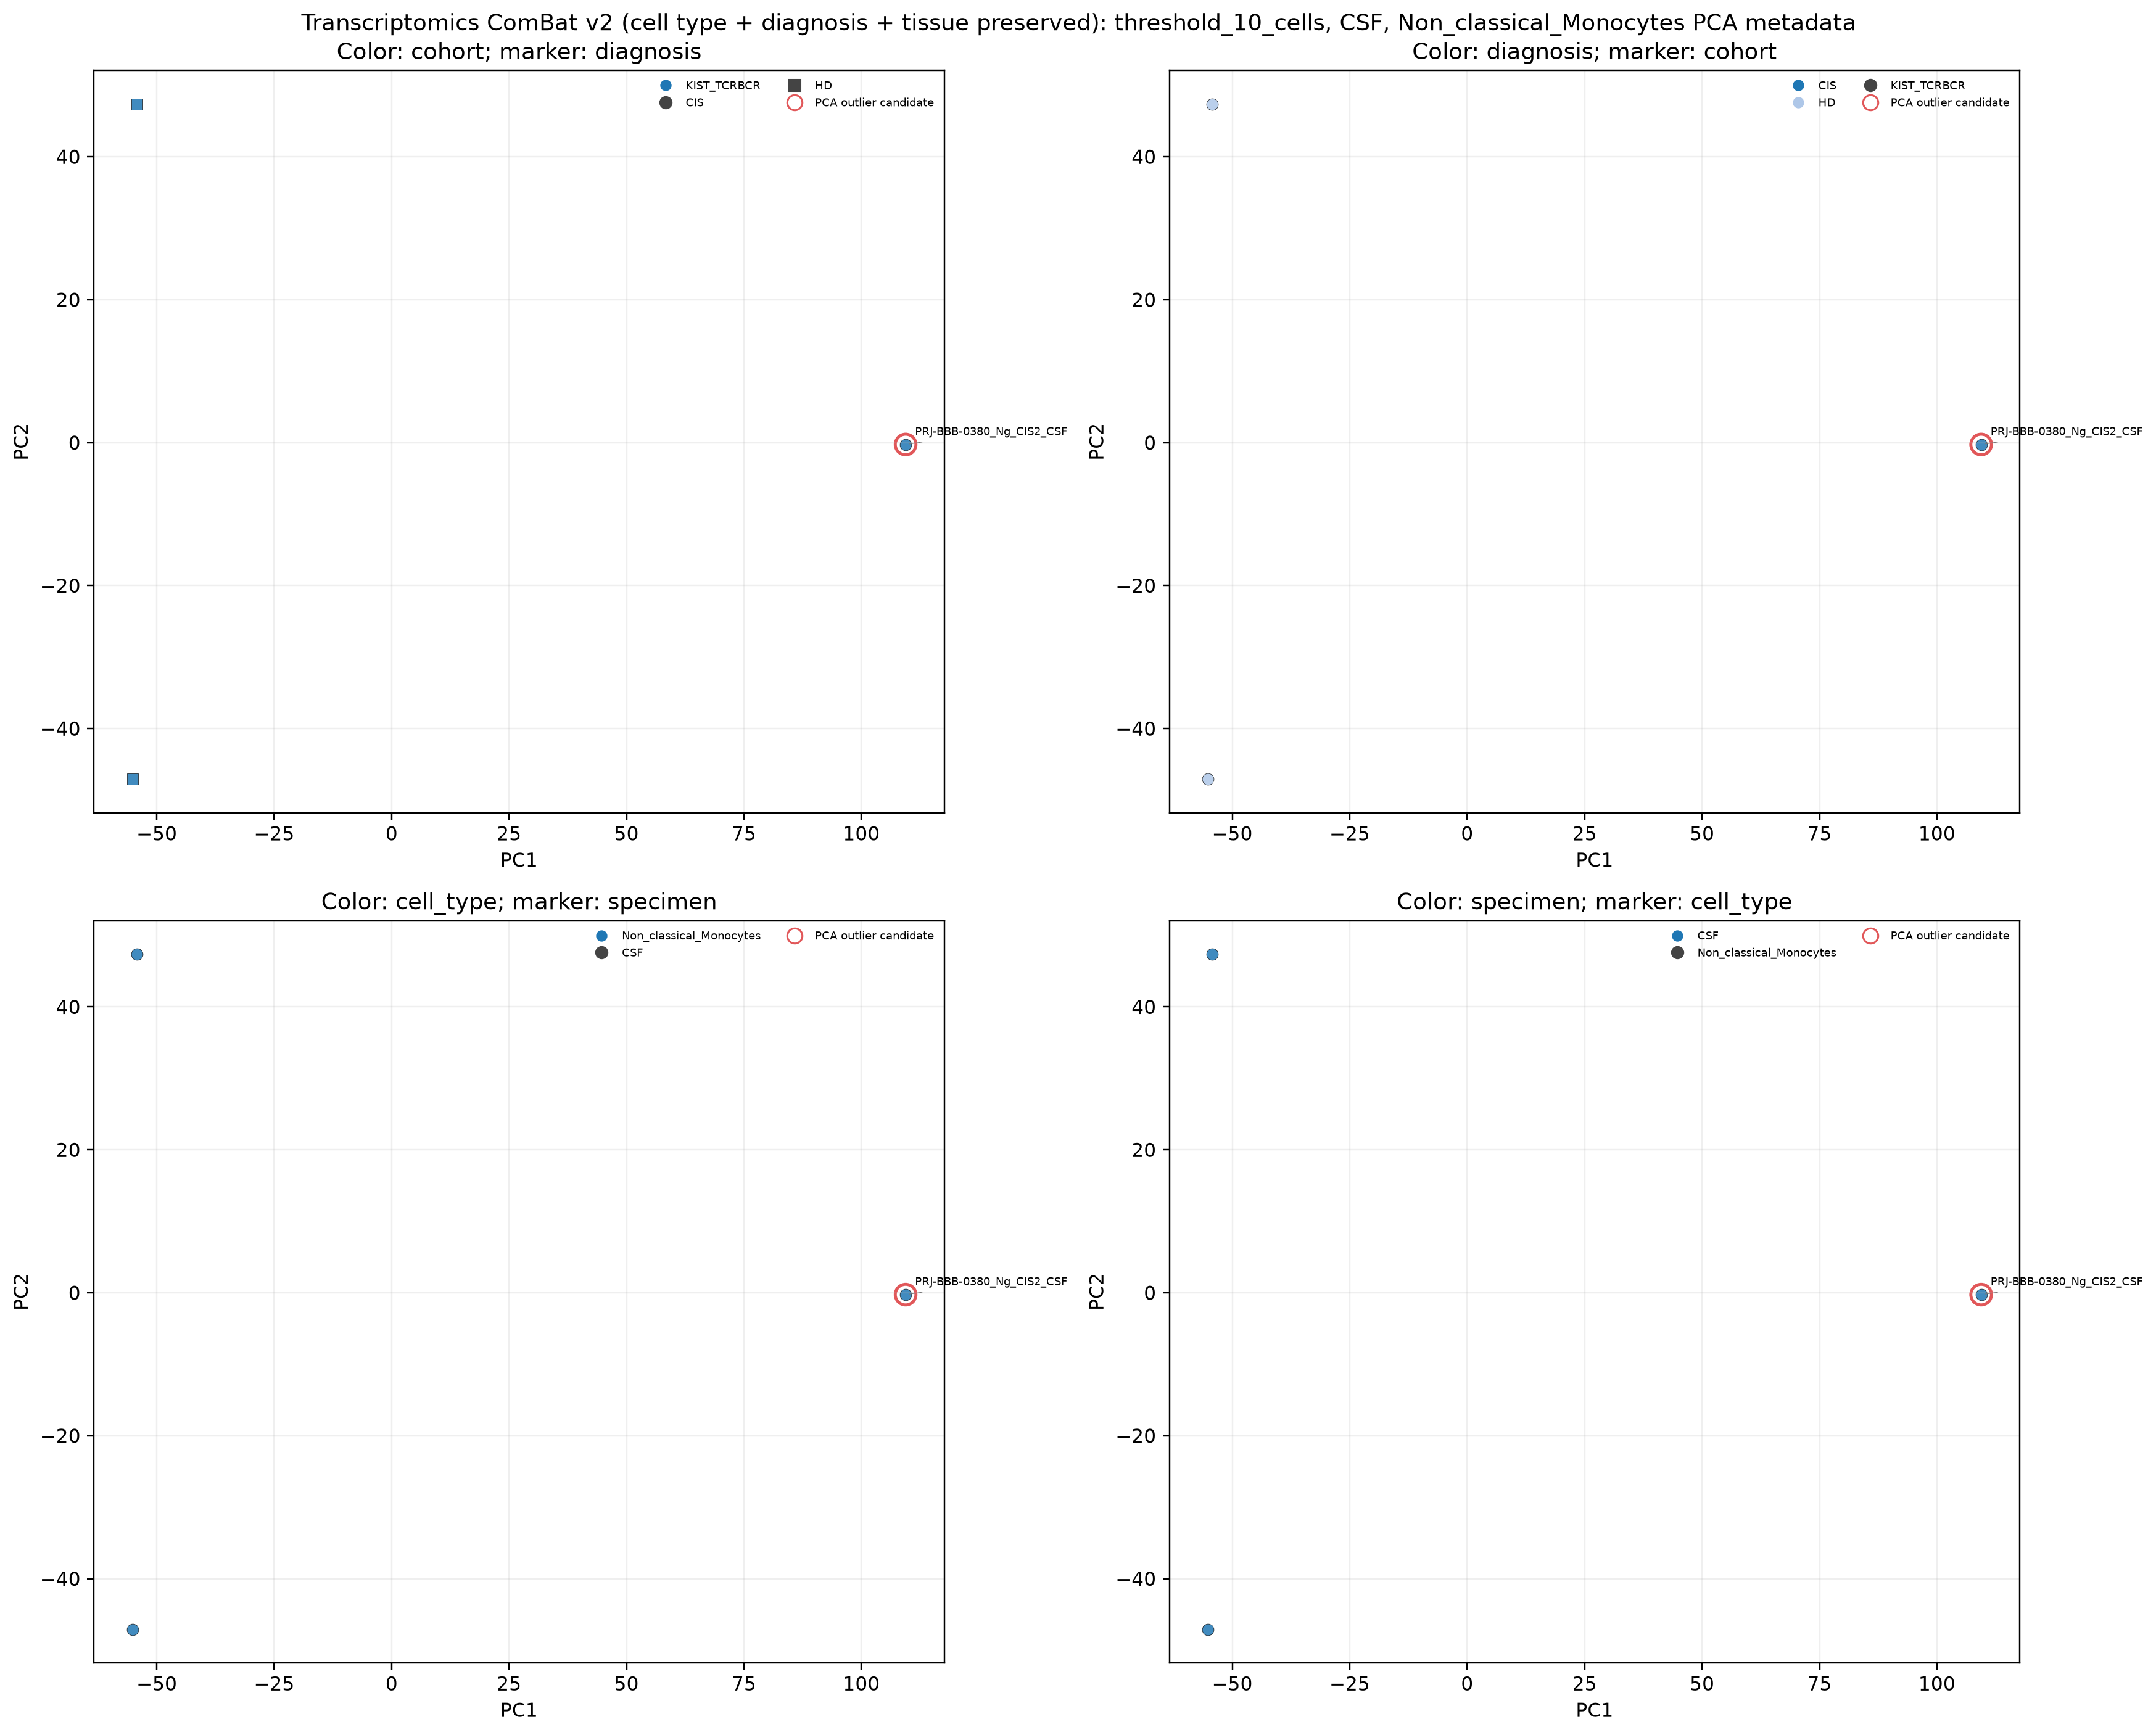 Transcriptomics ComBat v2 (cell type + diagnosis + tissue preserved): threshold_10_cells, CSF, Non_classical_Monocytes PCA metadata
Color: cohort; marker: diagnosis
KIST_TCRBCR
CIS
HD
PCA outlier candidate
40
20
0
−20
−40
PC2
PRJ-BBB-0380_Ng_CIS2_CSF
−50
−25
0
25
50
75
100
PC1
Color: diagnosis; marker: cohort
CIS
HD
KIST_TCRBCR
PCA outlier candidate
40
20
0
−20
−40
PC2
PRJ-BBB-0380_Ng_CIS2_CSF
−50
−25
0
25
50
75
100
PC1
Color: cell_type; marker: specimen
Non_classical_Monocytes
CSF
PCA outlier candidate
40
20
0
−20
−40
PC2
PRJ-BBB-0380_Ng_CIS2_CSF
−50
−25
0
25
50
75
100
PC1
Color: specimen; marker: cell_type
CSF
Non_classical_Monocytes
PCA outlier candidate
40
20
0
−20
−40
PC2
PRJ-BBB-0380_Ng_CIS2_CSF
−50
−25
0
25
50
75
100
PC1